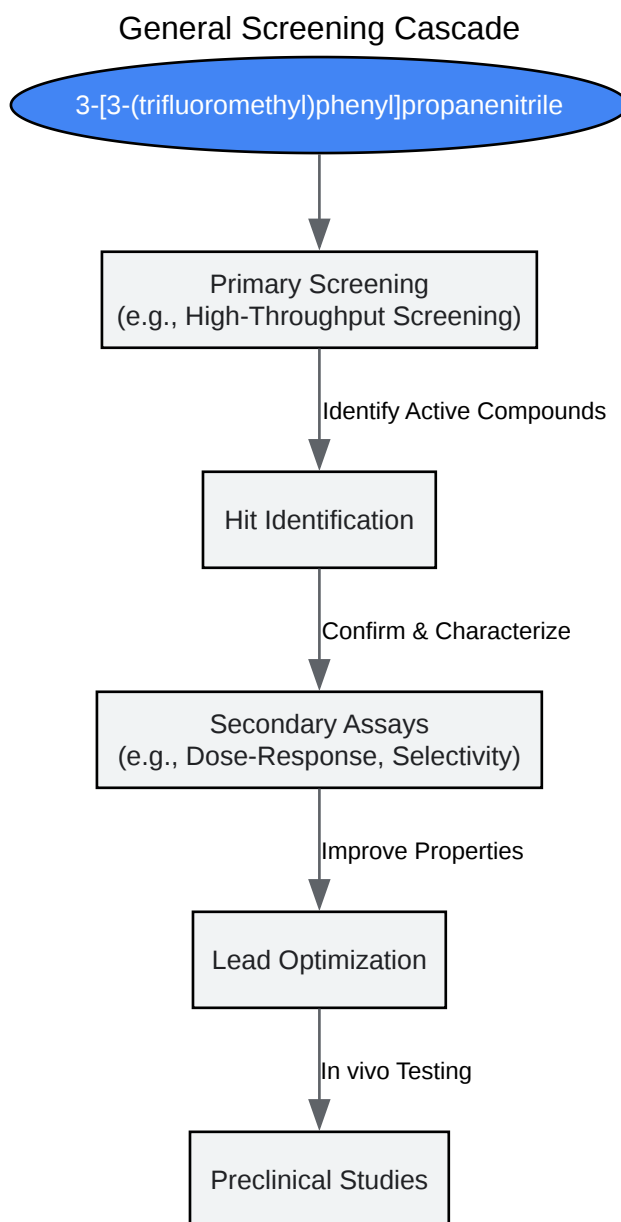 General Screening Cascade
3-[3-(trifluoromethyl)phenyl]propanenitrile
Primary Screening
(e.g., High-Throughput Screening)
Identify Active Compounds
Hit Identification
Confirm & Characterize
Secondary Assays
(e.g., Dose-Response, Selectivity)
Improve Properties
Lead Optimization
In vivo Testing
Preclinical Studies